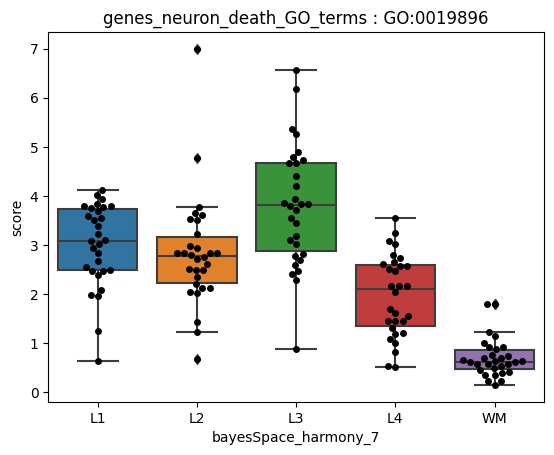 genes_neuron_death_GO_terms : GO:0019896
7
6
5
4
3
2
1
0
score
L1 L2 L3 L4 WM
bayesSpace_harmony_7